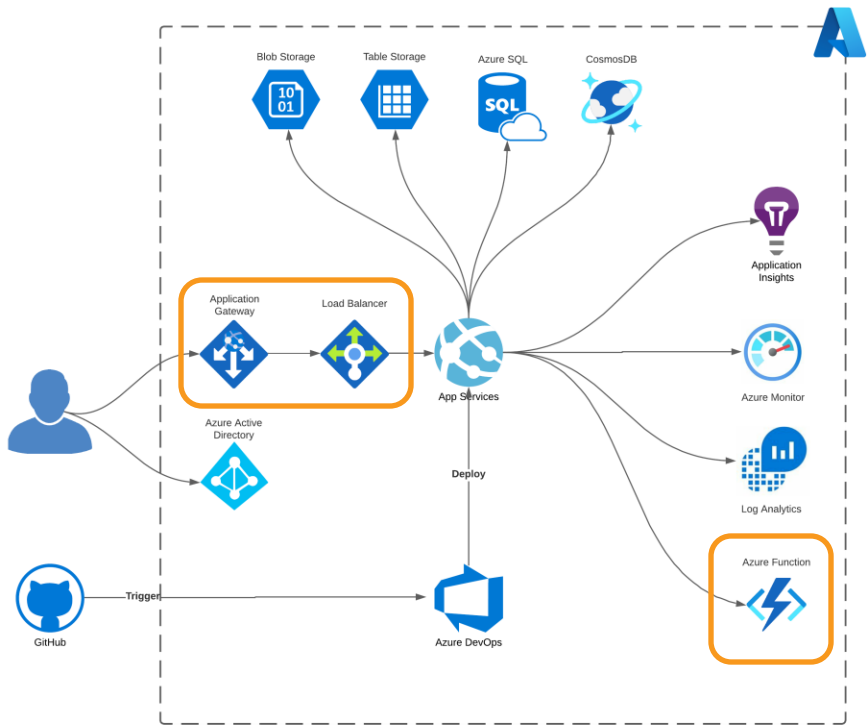 Blob Storage
Table Storage
Azure SQL
CosmosDB
10
01
SQL
Application
Insights
Application
Gateway
Load Balancer
App Services
Azure Monitor
Azure Active
Directory
Deploy
Log Analytics
Azure Function
Trigger
GitHub
Azure DevOps